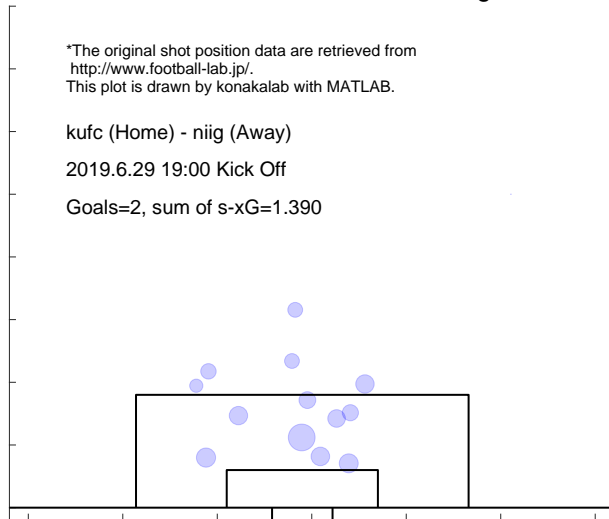 *The original shot position data are retrieved from
http://www.football-lab.jp/.
This plot is drawn by konakalab with MATLAB.
kufc (Home) - niig (Away)
2019.6.29 19:00 Kick Off
Goals=2, sum of s-xG=1.390